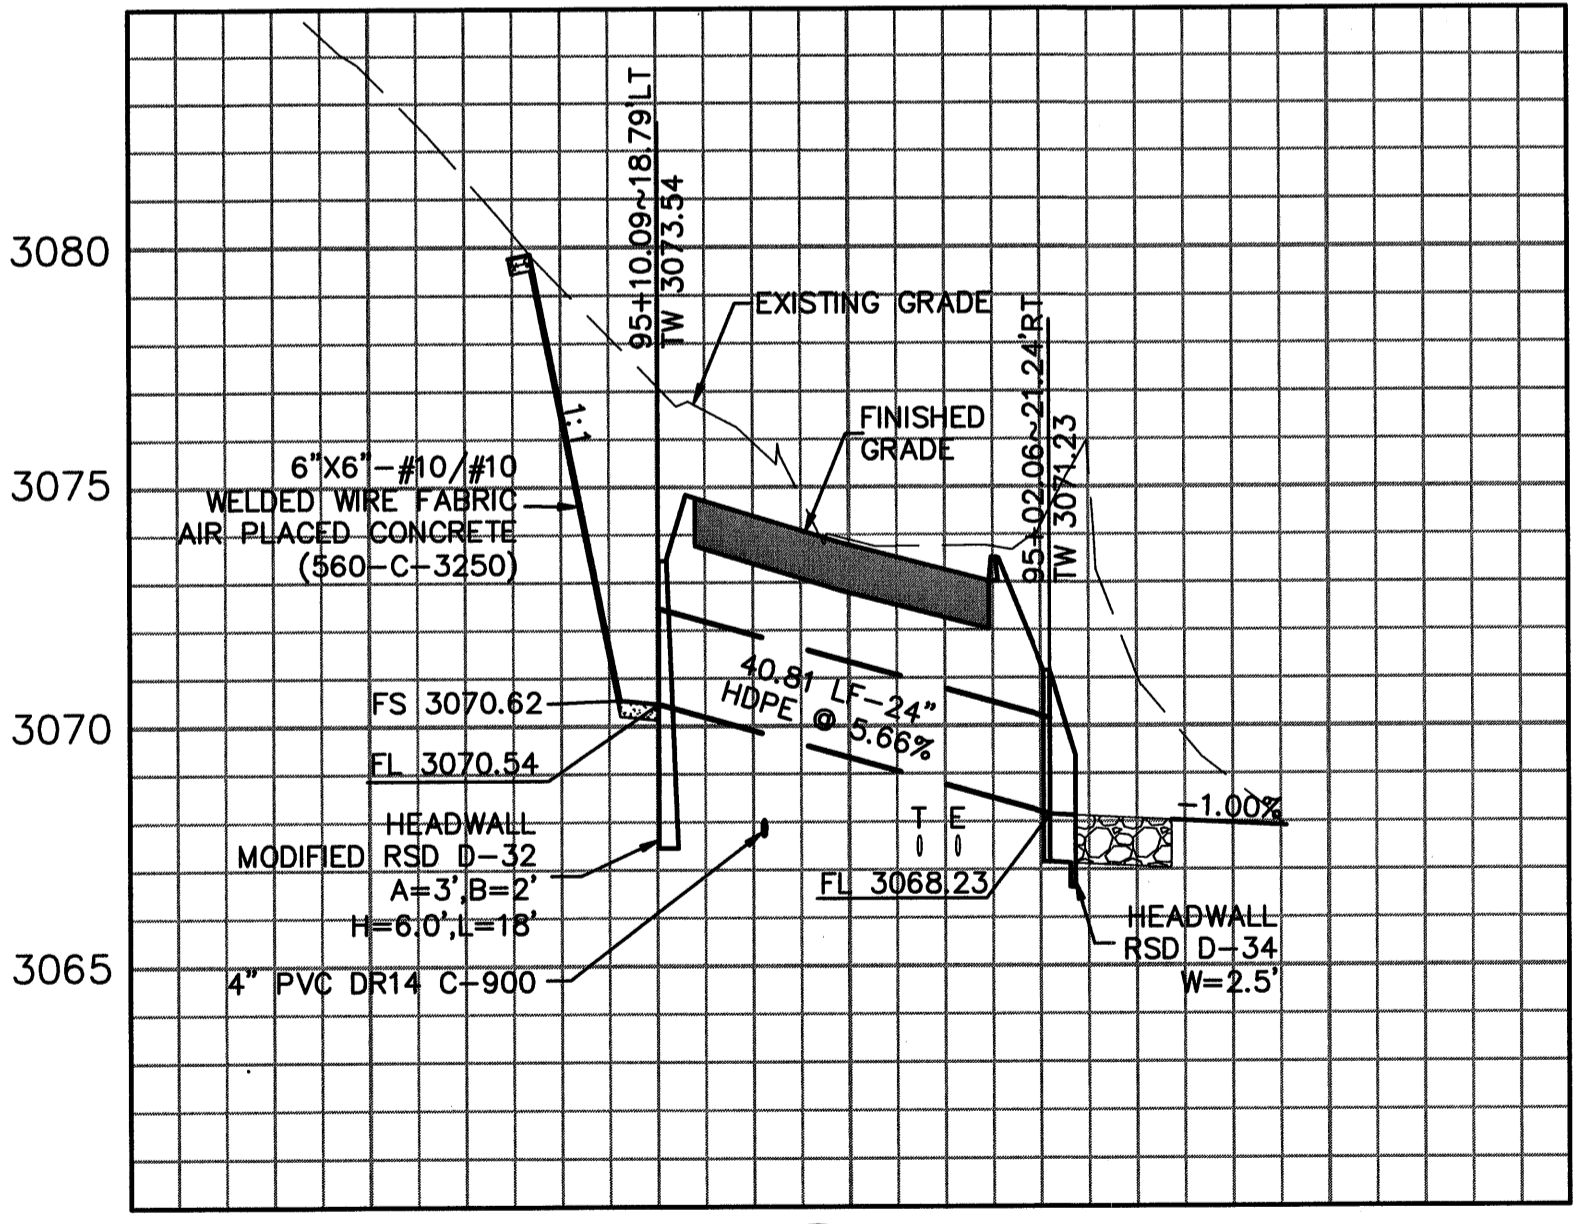 95+10.09~18.79'LT
TW 3073.54
3080
EXISTING GRADE
95+02.06~21.24'RT
TW 3071.23
FINISHED
GRADE
1:1
6"X6"-#10/#10
WELDED WIRE FABRIC
AIR PLACED CONCRETE
(560-C-3250)
3075
40.81 LF-24"
HDPE @ 5.66%
FS 3070.62
3070
FL 3070.54
-1.00%
T E
HEADWALL
MODIFIED RSD D-32
A=3',B=2'
H=6.0',L=18'
FL 3068.23
HEADWALL
RSD D-34
W=2.5'
3065
4" PVC DR14 C-900